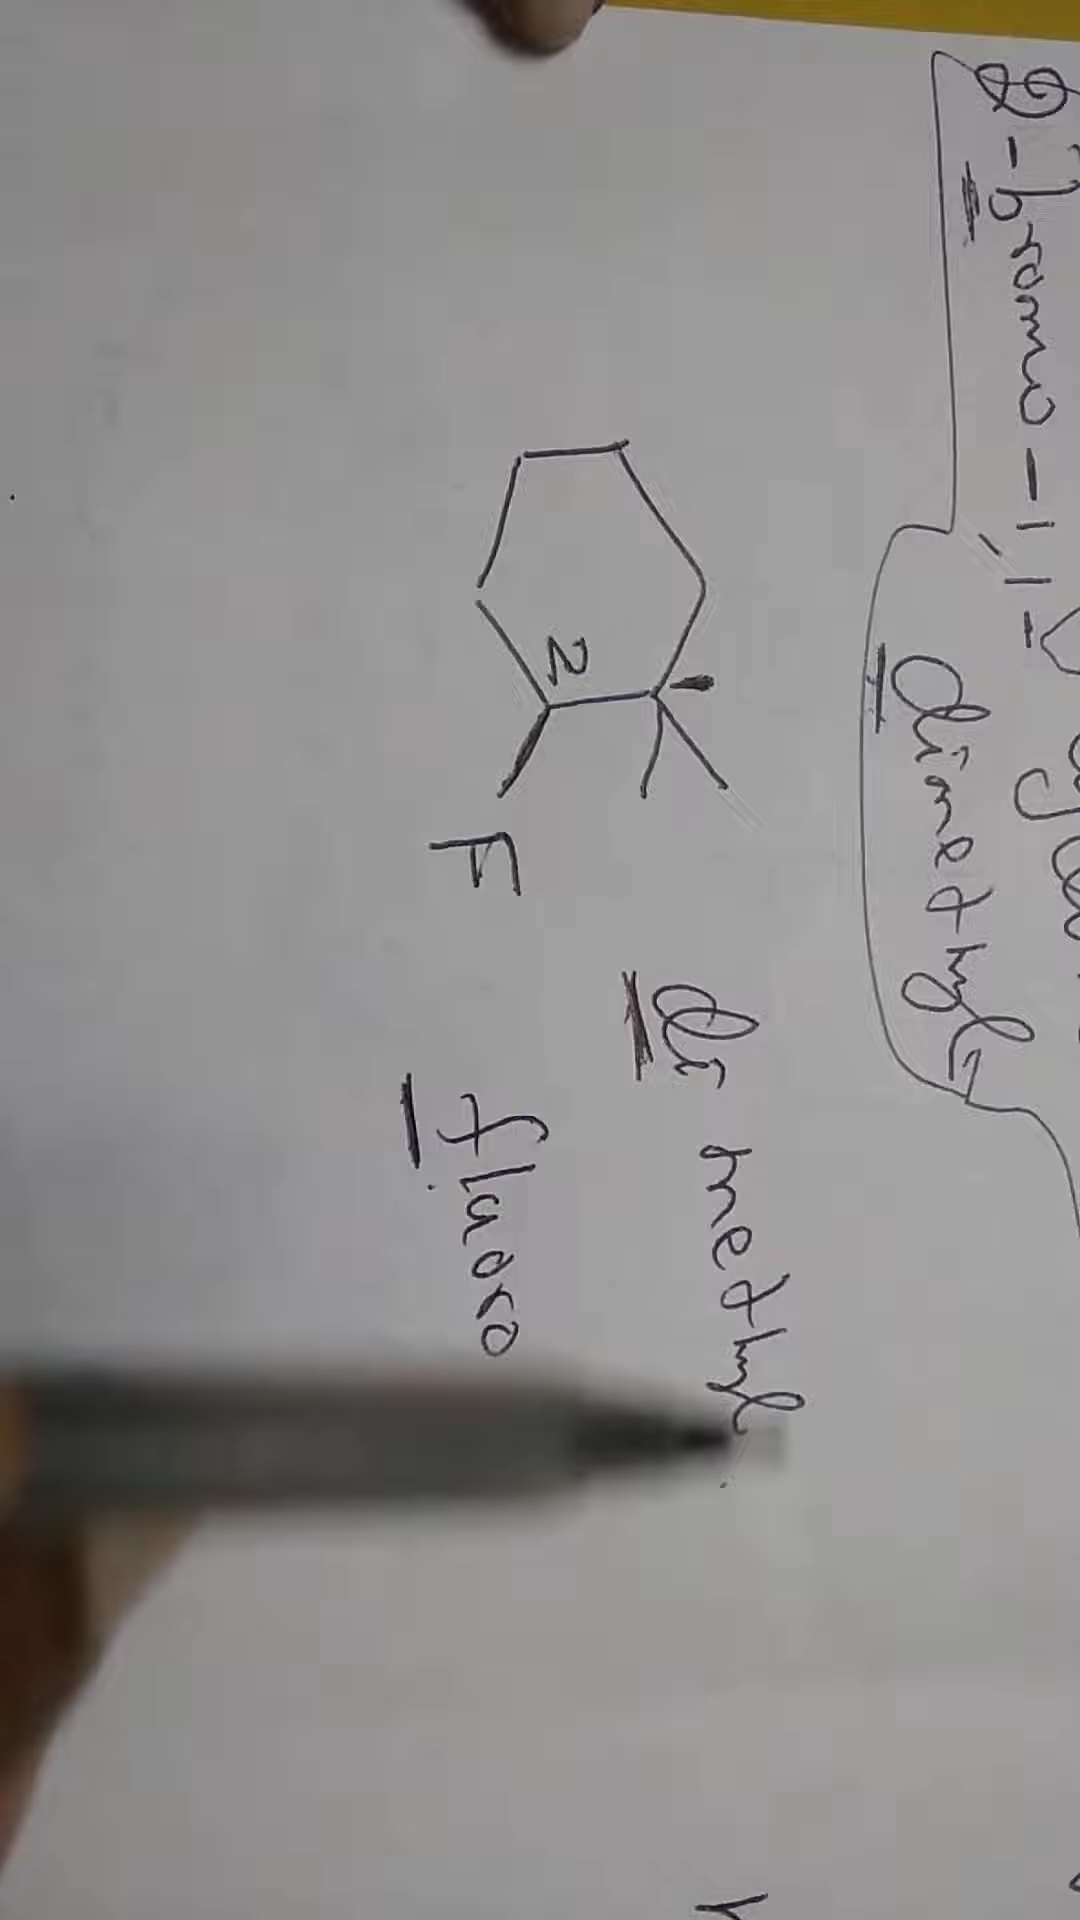 2-bromo-1,1-
dimethyl
2
di methyl
F
fluoro